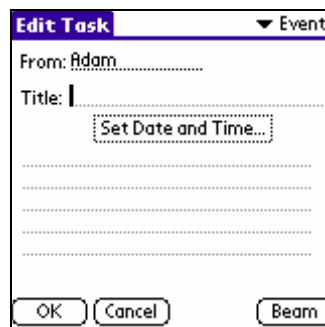 Edit Task Event
From: Adam
Title:
Set Date and Time...
OK Cancel Beam